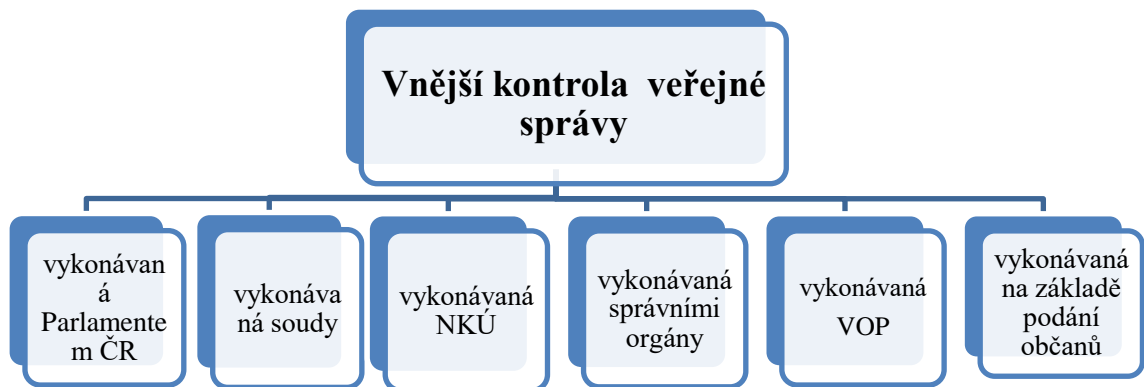 Vnější kontrola veřejné
správy
vykonáván
á
Parlamente
m ČR
vykonáva
ná soudy
vykonávaná
NKÚ
vykonávaná
správními
orgány
vykonávaná
VOP
vykonávaná
na základě
podání
občanů